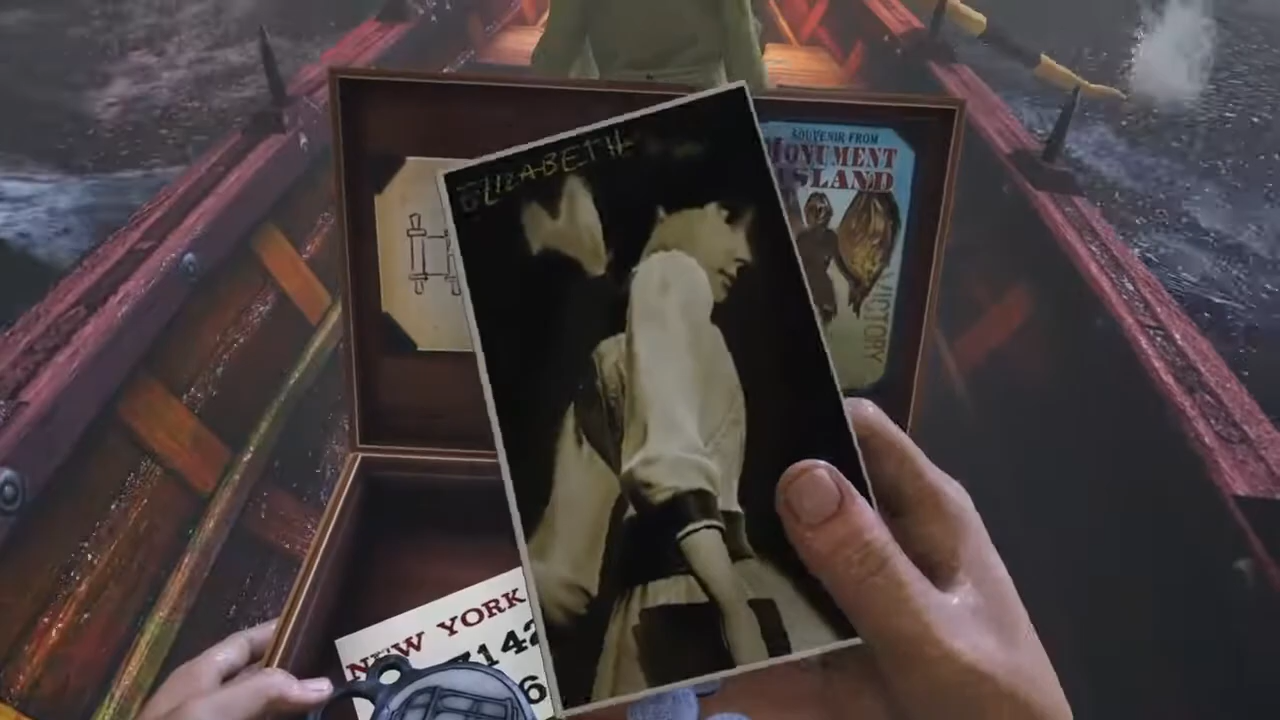 ELIZABETH
SOUVENIR FROM
MONUMENT
ISLAND
VICTORY
NEW YORK